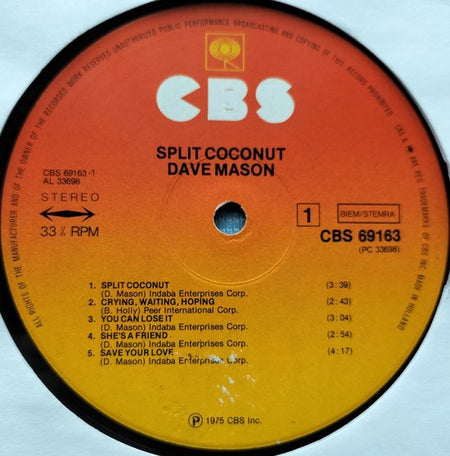 ALL RIGHTS OF THE MANUFACTURER AND OF THE OWNER OF THE RECORDED WORK RESERVED UNAUTHORIZED PUBLIC PERFORMANCE BROADCASTING AND COPYING OF THIS RECORD PROHIBITED
CBS & ARE REG. TRADEMARKS OF CBS INC. MADE IN HOLLAND
CBS
SPLIT COCONUT
DAVE MASON
CBS 69163-1
AL 33698
STEREO
33⅓ RPM
1
BIEM/STEMRA
CBS 69163
(PC 33698)
1. SPLIT COCONUT (3:39)
(D. Mason) Indaba Enterprises Corp.
2. CRYING, WAITING, HOPING (2:43)
(B. Holly) Peer International Corp.
3. YOU CAN LOSE IT (3:04)
(D. Mason) Indaba Enterprises Corp.
4. SHE'S A FRIEND (2:54)
(D. Mason) Indaba Enterprises Corp.
5. SAVE YOUR LOVE (4:17)
(D. Mason) Indaba Enterprises Corp.
℗ 1975 CBS Inc.